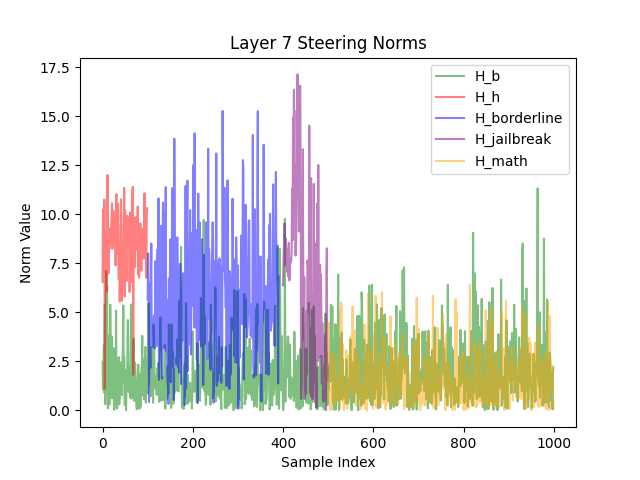 Layer 7 Steering Norms
17.5
15.0
12.5
10.0
7.5
5.0
2.5
0.0
Norm Value
H_b
H_h
H_borderline
H_jailbreak
H_math
0 200 400 600 800 1000
Sample Index